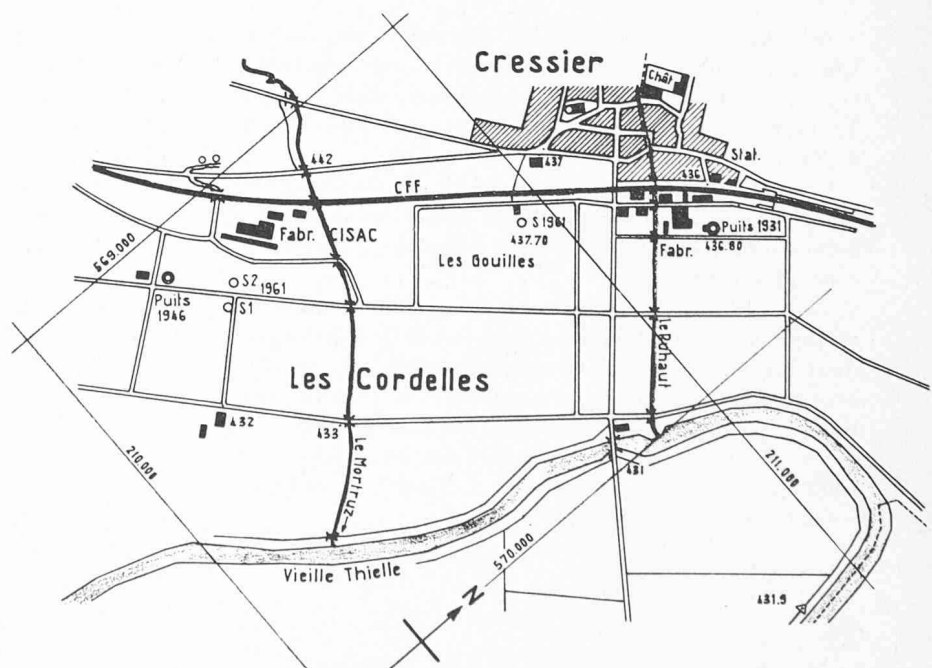 Cressier
Chât.
442
437
Stat.
436
CFF
569.000
Fabr. CISAC
S 1961
437.70
Puits 1931
436.80
Fabr.
Les Gouilles
S2 1961
Puits
1946
S1
le Bahaut
Les Cordelles
432
433
431
210.000
211.000
Le Mortruz
570.000
Vieille Thielle
N
431.9